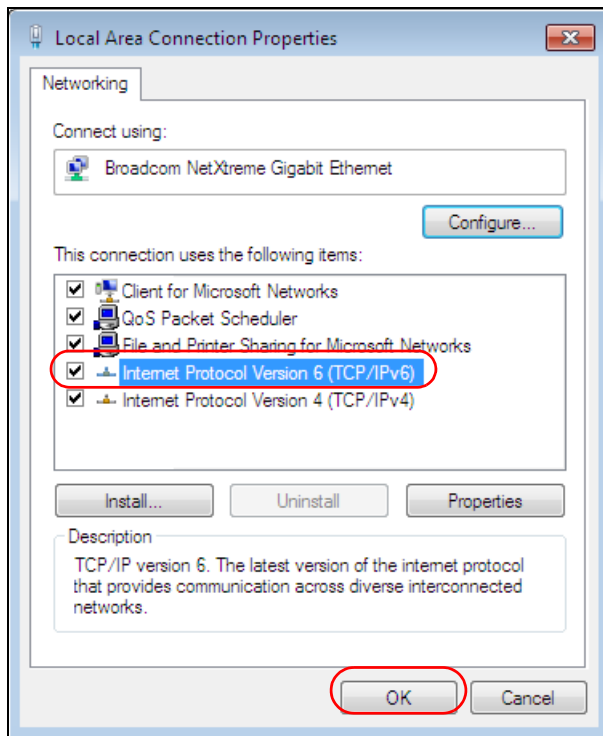 Local Area Connection Properties
Networking
Connect using:
Broadcom NetXtreme Gigabit Ethernet
Configure...
This connection uses the following items:
Client for Microsoft Networks
QoS Packet Scheduler
File and Printer Sharing for Microsoft Networks
Internet Protocol Version 6 (TCP/IPv6)
Internet Protocol Version 4 (TCP/IPv4)
Install... Uninstall Properties
Description
TCP/IP version 6. The latest version of the internet protocol
that provides communication across diverse interconnected
networks.
OK Cancel